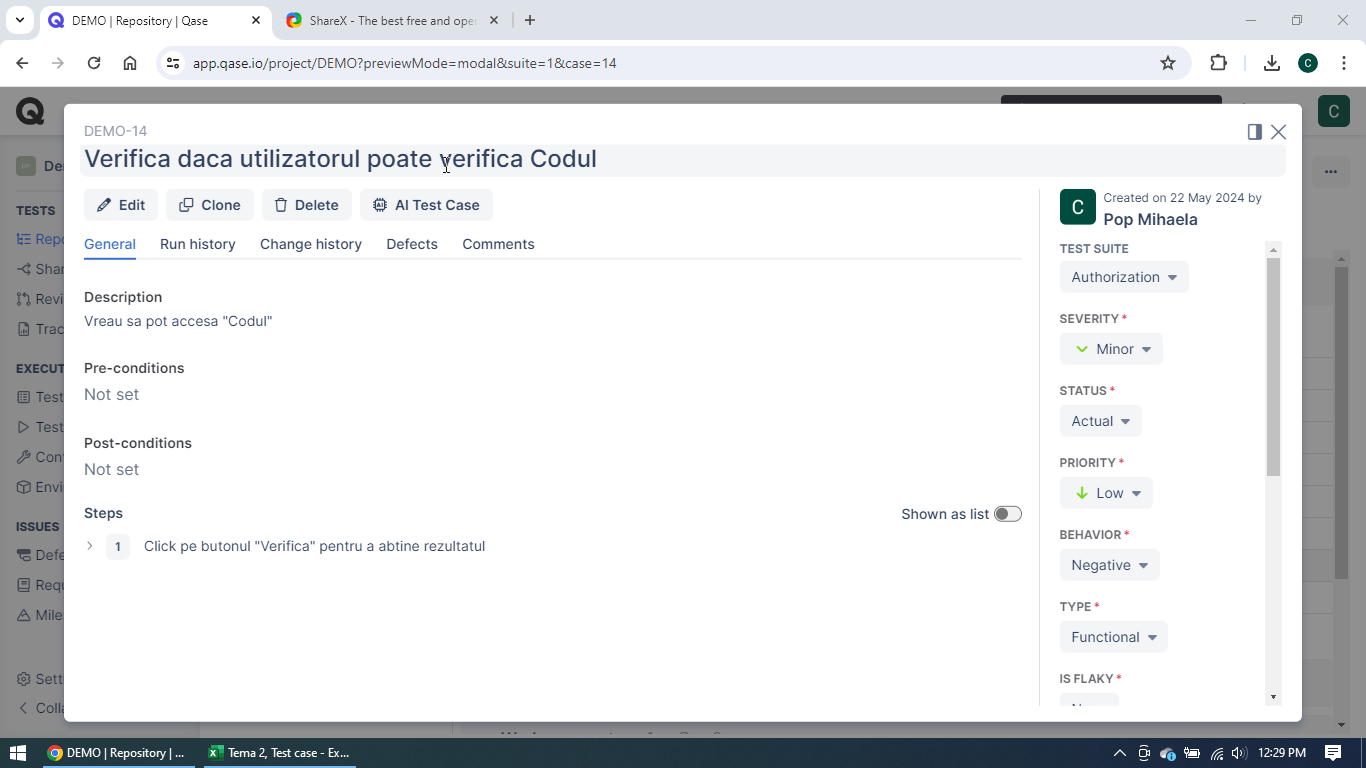 DEMO | Repository | Qase
ShareX - The best free and ope
app.qase.io/project/DEMO?previewMode=modal&suite=1&case=14
C
C
DEMO-14
Verifica daca utilizatorul poate verifica Codul
Edit
Clone
Delete
AI Test Case
General
Run history
Change history
Defects
Comments
Description
Vreau sa pot accesa "Codul"
Pre-conditions
Not set
Post-conditions
Not set
Steps
Shown as list
1
Click pe butonul "Verifica" pentru a abtine rezultatul
C
Created on 22 May 2024 by
Pop Mihaela
TEST SUITE
Authorization
SEVERITY *
Minor
STATUS *
Actual
PRIORITY *
Low
BEHAVIOR *
Negative
TYPE *
Functional
IS FLAKY *
De
TESTS
Repo
Shar
Revi
Trac
EXECUT
Test
Test
Con
Envi
ISSUES
Defe
Requ
Mile
Sett
Colla
DEMO | Repository | ...
Tema 2, Test case - Ex...
12:29 PM